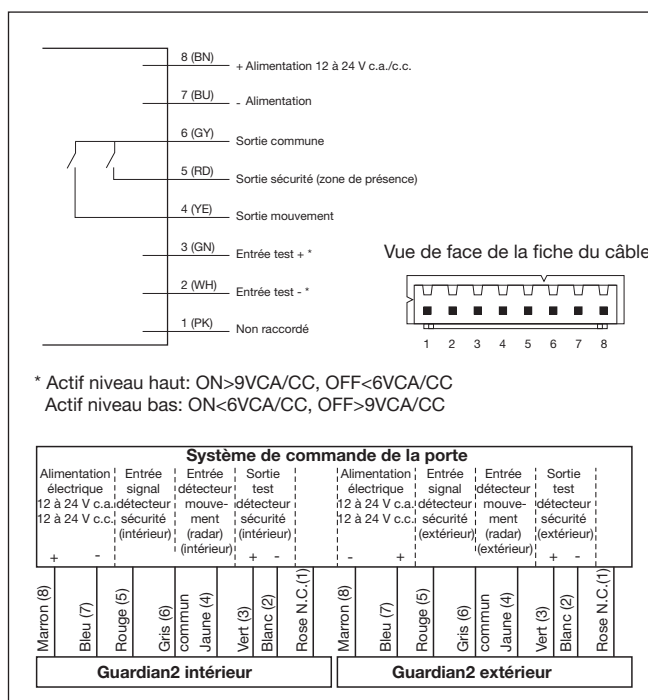 8 (BN)
+ Alimentation 12 à 24 V c.a./c.c.
7 (BU)
- Alimentation
6 (GY)
Sortie commune
5 (RD)
Sortie sécurité (zone de présence)
4 (YE)
Sortie mouvement
3 (GN)
Entrée test + *
2 (WH)
Entrée test - *
1 (PK)
Non raccordé
Vue de face de la fiche du câble
1 2 3 4 5 6 7 8
* Actif niveau haut: ON>9VCA/CC, OFF<6VCA/CC
Actif niveau bas: ON<6VCA/CC, OFF>9VCA/CC
Système de commande de la porte
Alimentation
électrique
12 à 24 V c.a.
12 à 24 V c.c.
+ -
Entrée
signal
détecteur
sécurité
(intérieur)
Entrée
détecteur
mouve-
ment
(radar)
(intérieur)
Sortie
test
détecteur
sécurité
(intérieur)
+ -
Alimentation
électrique
12 à 24 V c.a.
12 à 24 V c.c.
- +
Entrée
signal
détecteur
sécurité
(extérieur)
Entrée
détecteur
mouve-
ment
(radar)
(extérieur)
Sortie
test
détecteur
sécurité
(extérieur)
+ -
Marron (8)
Bleu (7)
Rouge (5)
Gris (6)
commun
Jaune (4)
Vert (3)
Blanc (2)
Rose N.C.(1)
Marron (8)
Bleu (7)
Rouge (5)
Gris (6)
commun
Jaune (4)
Vert (3)
Blanc (2)
Rose N.C.(1)
Guardian2 intérieur
Guardian2 extérieur